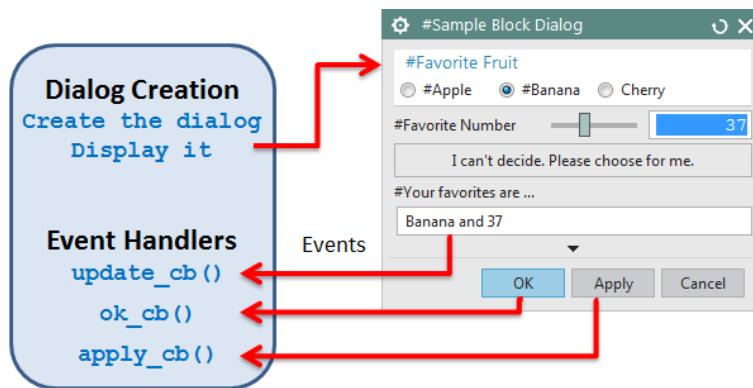 Dialog Creation
Create the dialog
Display it
Event Handlers
update_cb()
ok_cb()
apply_cb()
Events
#Sample Block Dialog
#Favorite Fruit
#Apple #Banana Cherry
#Favorite Number 37
I can't decide. Please choose for me.
#Your favorites are ...
Banana and 37
OK Apply Cancel